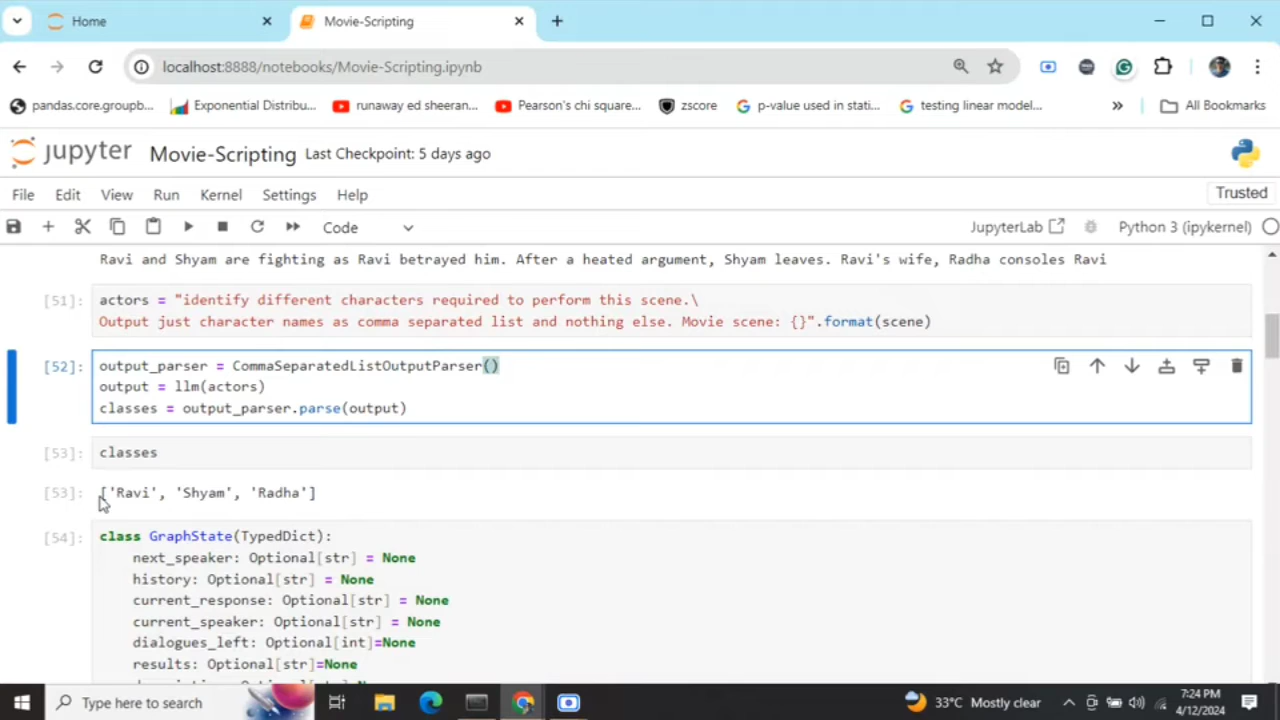 Home
Movie-Scripting
localhost:8888/notebooks/Movie-Scripting.ipynb
pandas.core.groupb... Exponential Distribu... runaway ed sheeran... Pearson's chi square... zscore p-value used in stati... testing linear model... » All Bookmarks
jupyter Movie-Scripting Last Checkpoint: 5 days ago
File Edit View Run Kernel Settings Help Trusted
Code JupyterLab Python 3 (ipykernel)
Ravi and Shyam are fighting as Ravi betrayed him. After a heated argument, Shyam leaves. Ravi's wife, Radha consoles Ravi
[51]: actors = "identify different characters required to perform this scene.\
Output just character names as comma separated list and nothing else. Movie scene: {}".format(scene)
[52]: output_parser = CommaSeparatedListOutputParser()
output = llm(actors)
classes = output_parser.parse(output)
[53]: classes
[53]: ['Ravi', 'Shyam', 'Radha']
[54]: class GraphState(TypedDict):
next_speaker: Optional[str] = None
history: Optional[str] = None
current_response: Optional[str] = None
current_speaker: Optional[str] = None
dialogues_left: Optional[int]=None
results: Optional[str]=None
Type here to search 33°C Mostly clear 7:24 PM
4/12/2024